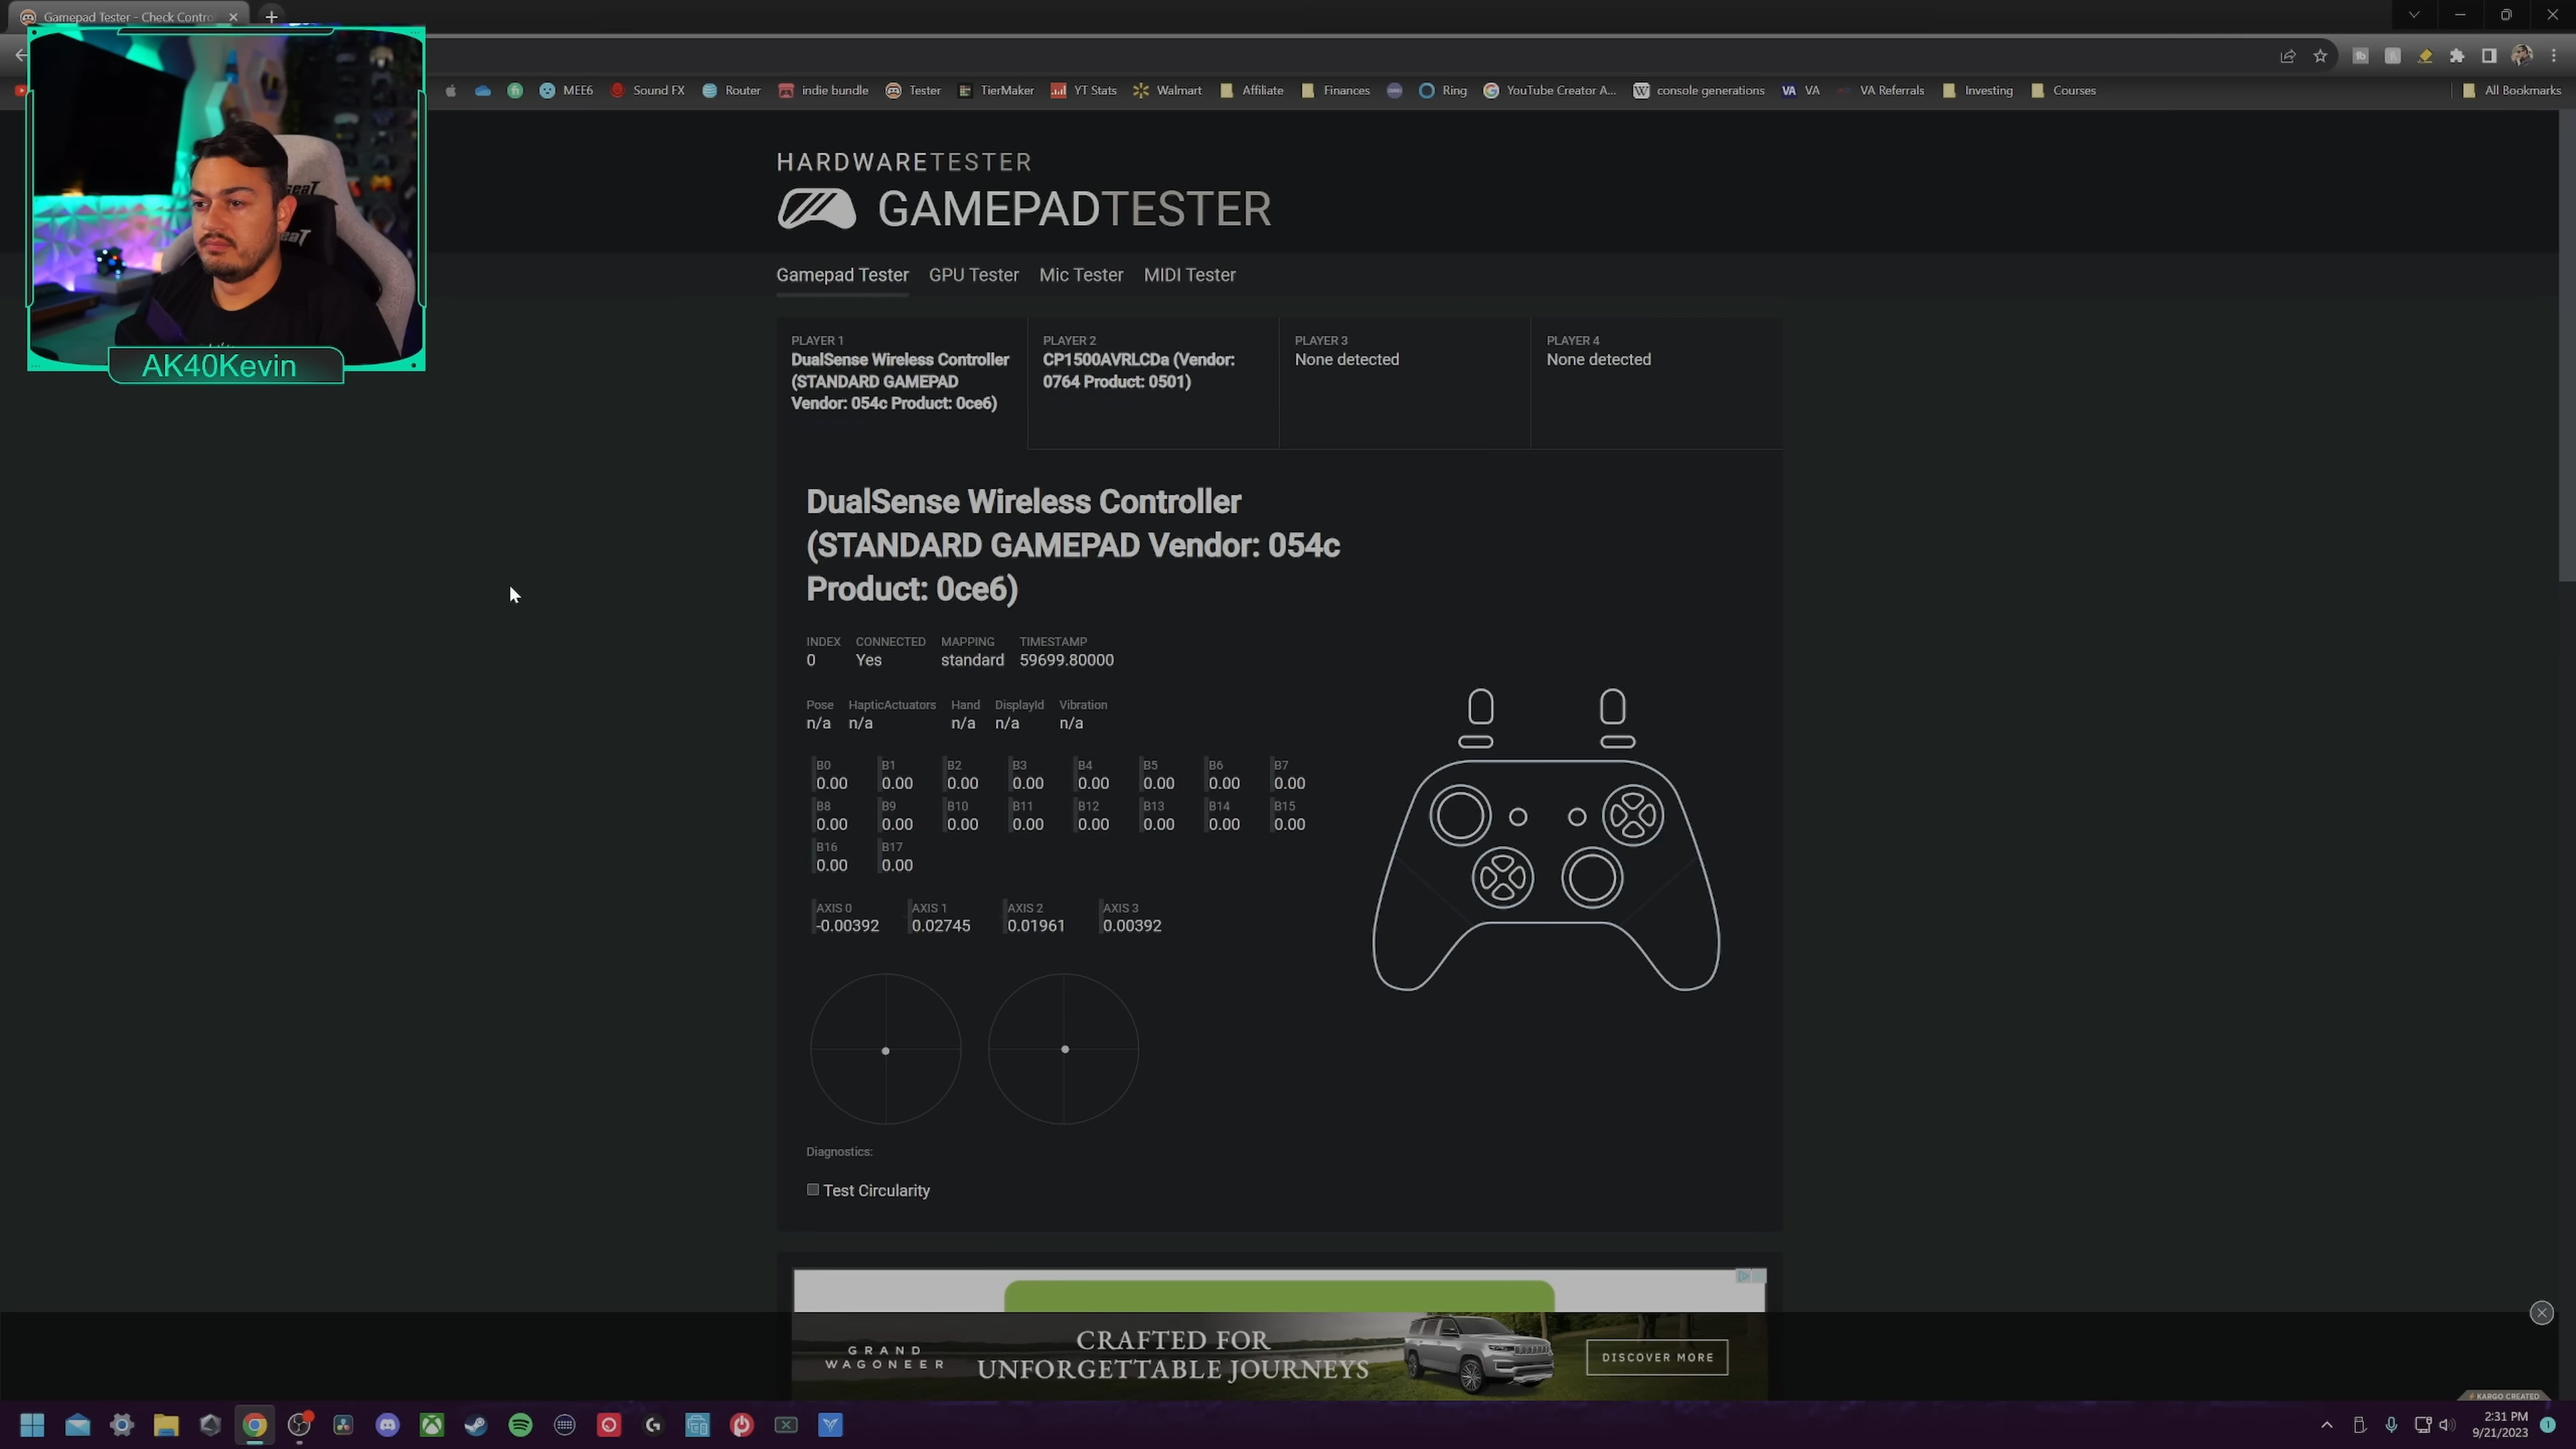 Gamepad Tester - Check Contro
MEE6
Sound FX
Router
indie bundle
Tester
TierMaker
YT Stats
Walmart
Affiliate
Finances
Ring
YouTube Creator A...
console generations
VA
VA
VA Referrals
Investing
Courses
All Bookmarks
AK40Kevin
HARDWARETESTER
GAMEPADTESTER
Gamepad Tester
GPU Tester
Mic Tester
MIDI Tester
PLAYER 1
DualSense Wireless Controller
(STANDARD GAMEPAD
Vendor: 054c Product: 0ce6)
PLAYER 2
CP1500AVRLCDa (Vendor:
0764 Product: 0501)
PLAYER 3
None detected
PLAYER 4
None detected
DualSense Wireless Controller
(STANDARD GAMEPAD Vendor: 054c
Product: 0ce6)
INDEX CONNECTED MAPPING TIMESTAMP
0 Yes standard 59699.80000
Pose HapticActuators Hand DisplayId Vibration
n/a n/a n/a n/a n/a
B0 B1 B2 B3 B4 B5 B6 B7
0.00 0.00 0.00 0.00 0.00 0.00 0.00 0.00
B8 B9 B10 B11 B12 B13 B14 B15
0.00 0.00 0.00 0.00 0.00 0.00 0.00 0.00
B16 B17
0.00 0.00
AXIS 0 AXIS 1 AXIS 2 AXIS 3
-0.00392 0.02745 0.01961 0.00392
Diagnostics:
Test Circularity
GRAND
WAGONEER
CRAFTED FOR
UNFORGETTABLE JOURNEYS
DISCOVER MORE
KARGO CREATED
2:31 PM
9/21/2023